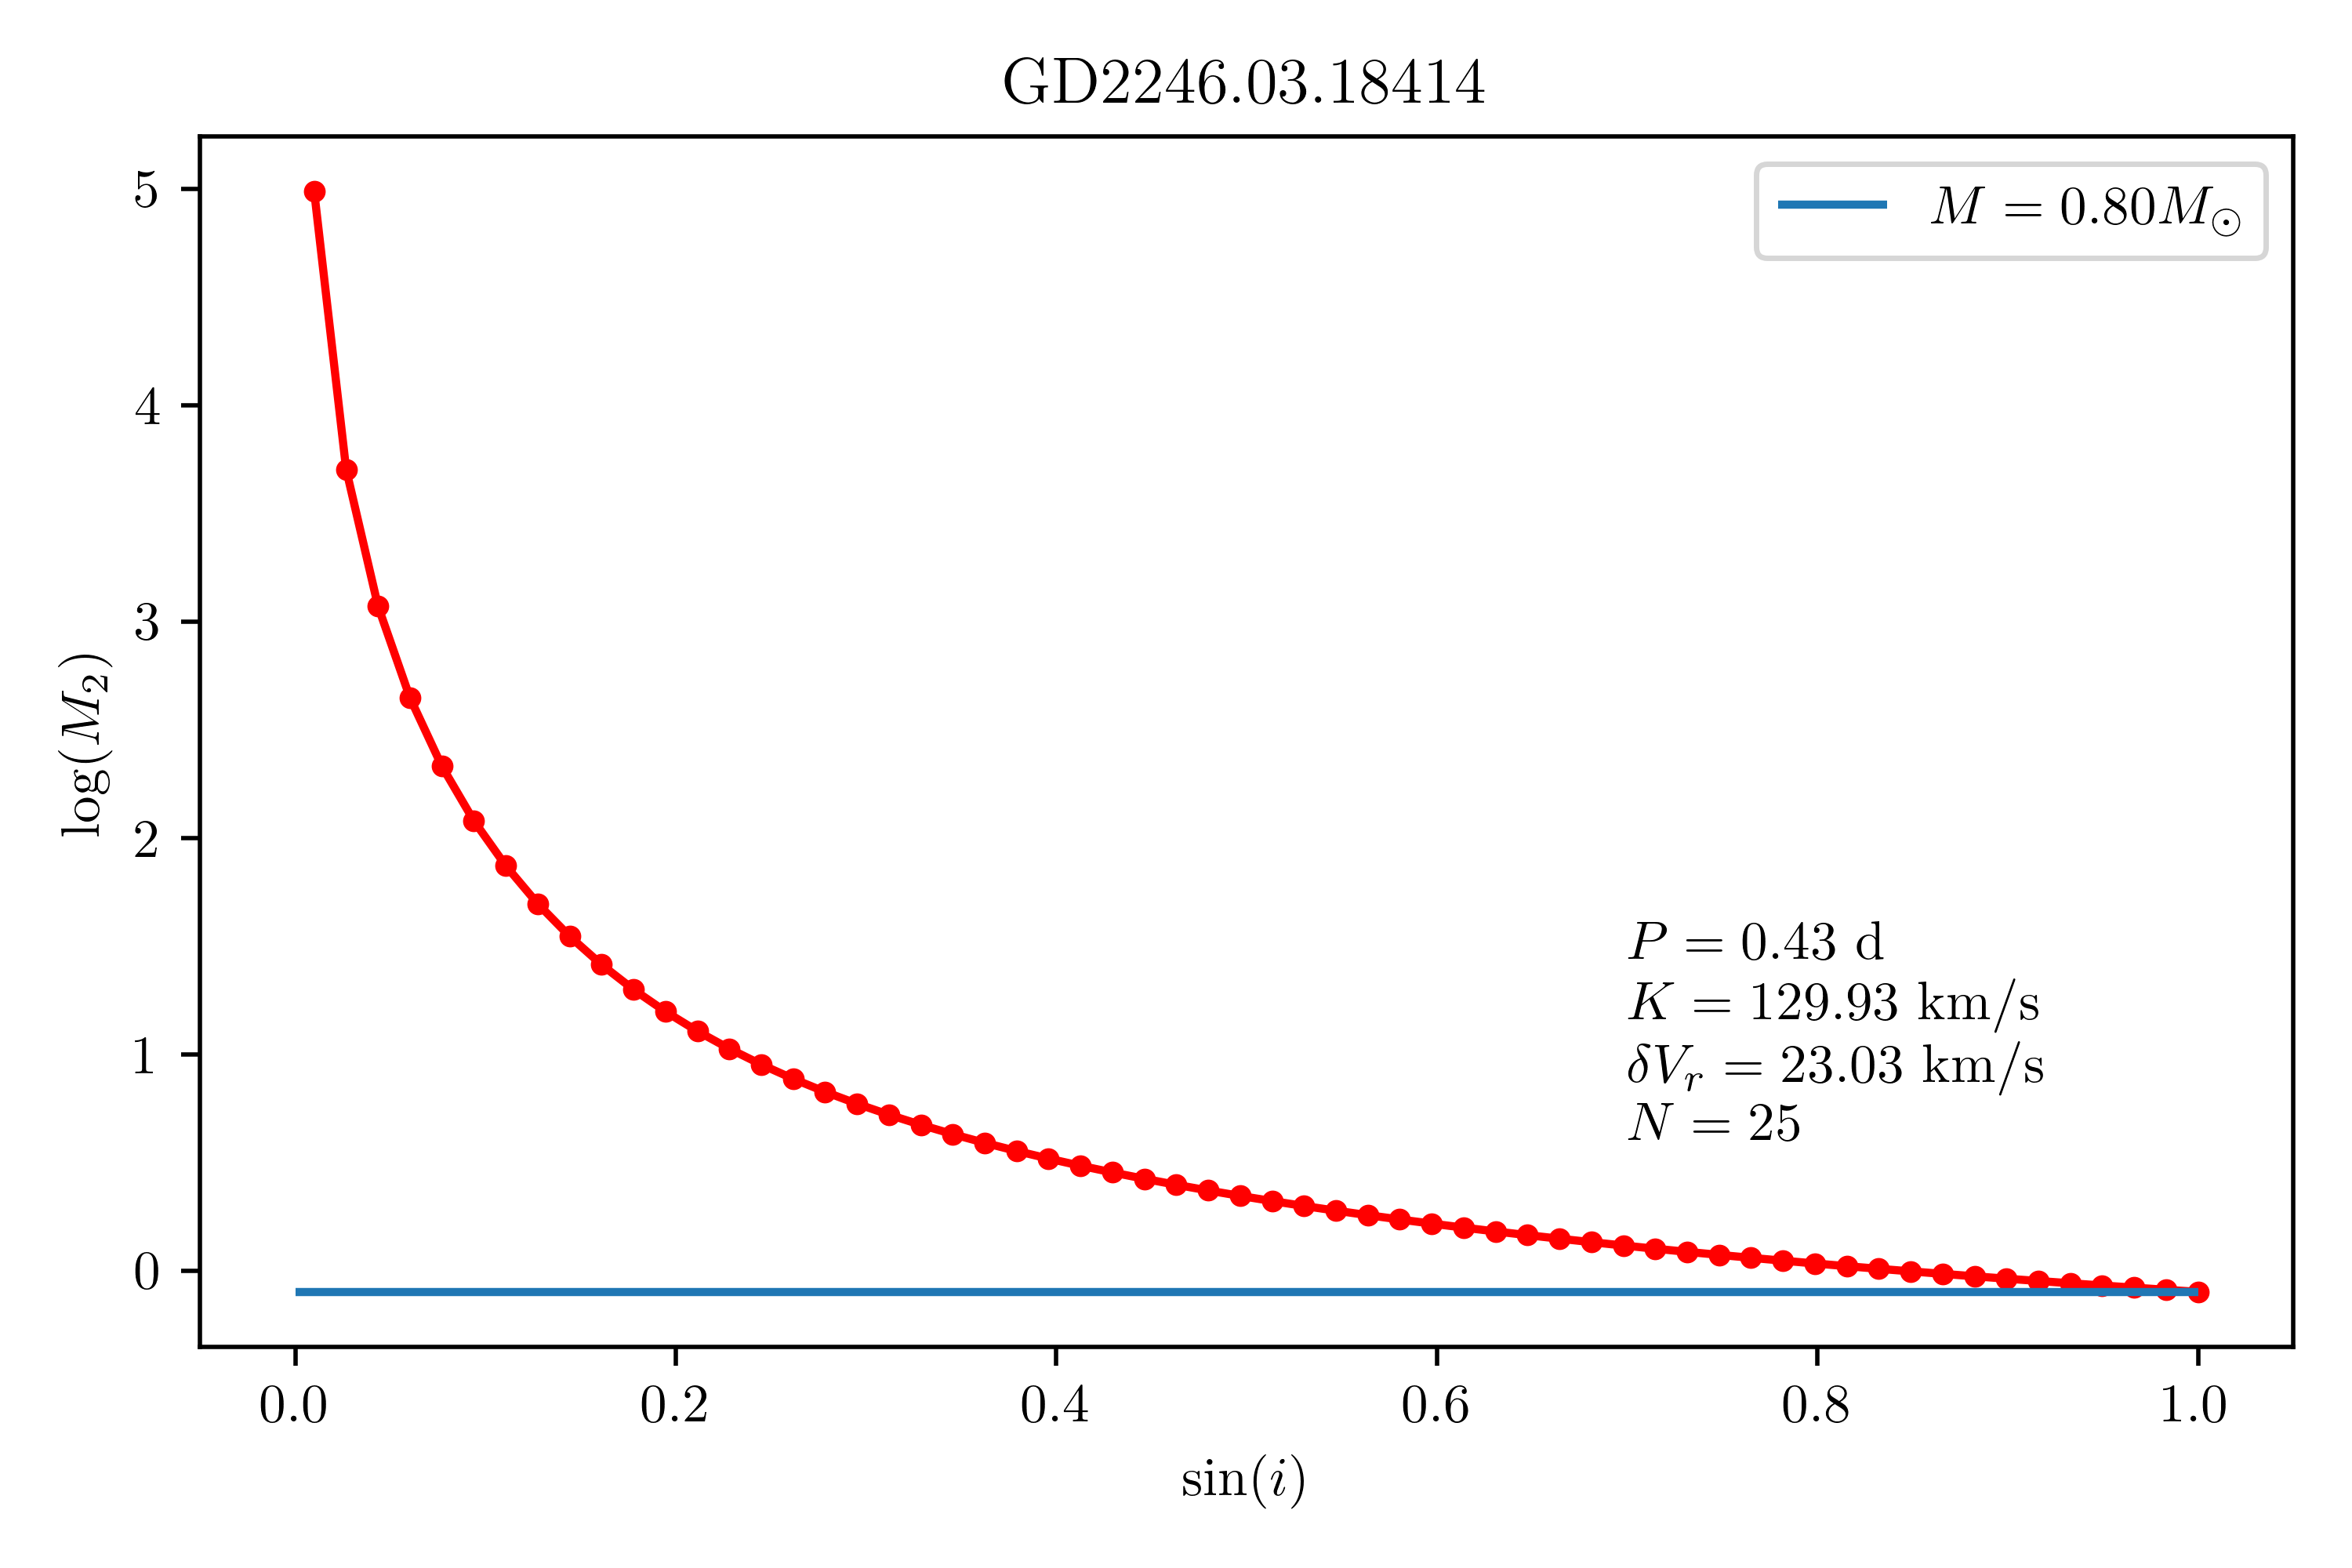 GD2246.03.18414
M = 0.80M⊙
5
4
3
2
1
0
log(M₂)
P = 0.43 d
K = 129.93 km/s
δVᵣ = 23.03 km/s
N = 25
0.0 0.2 0.4 0.6 0.8 1.0
sin(i)